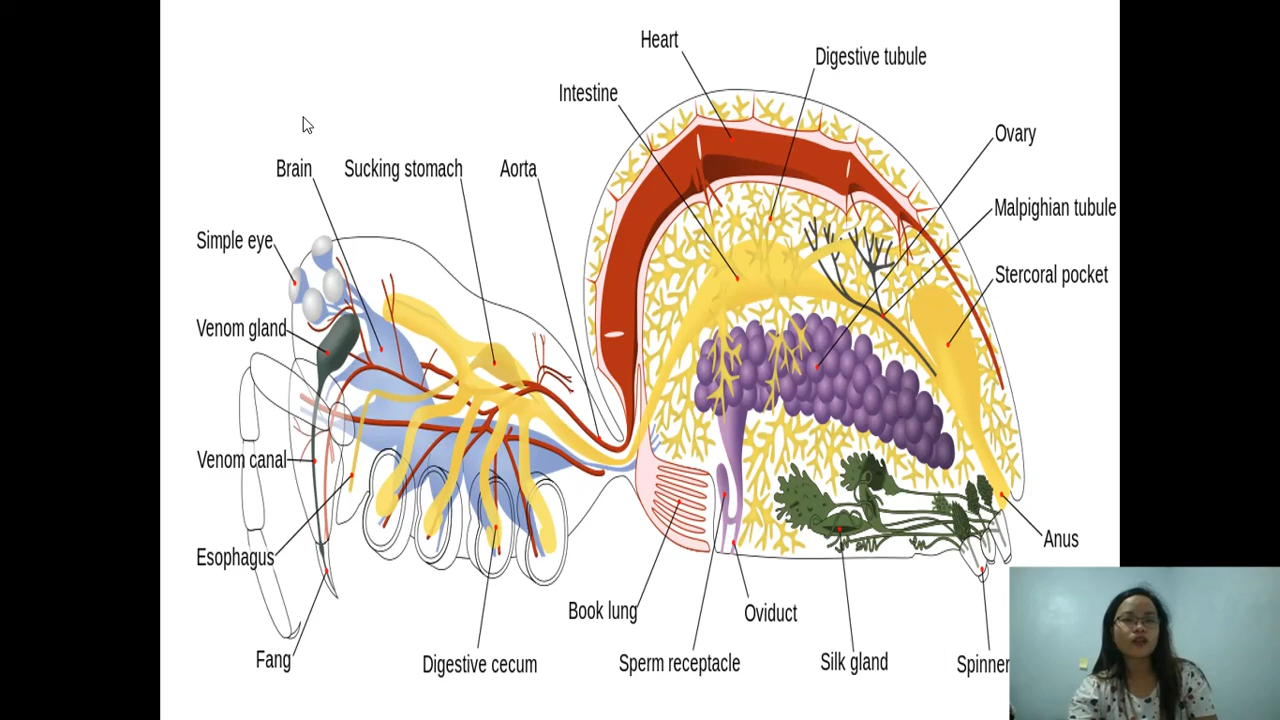 Heart
Digestive tubule
Intestine
Ovary
Brain
Sucking stomach
Aorta
Malpighian tubule
Simple eye
Stercoral pocket
Venom gland
Venom canal
Anus
Esophagus
Book lung
Oviduct
Fang
Digestive cecum
Sperm receptacle
Silk gland
Spinner